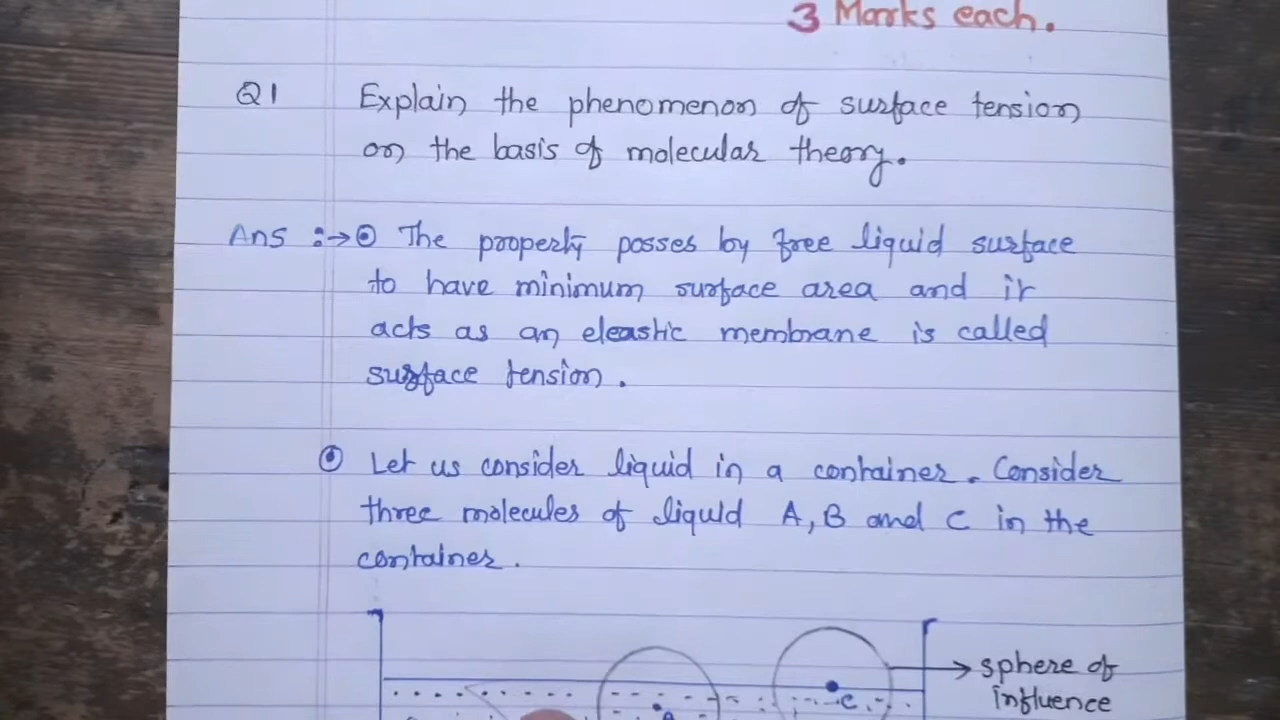 3 Marks each.
Q1 Explain the phenomenon of surface tension
on the basis of molecular theory.
Ans :→ ⊙ The property posses by free liquid surface
to have minimum surface area and it
acts as an eleastic membrane is called
surface tension.
⊙ Let us consider liquid in a container. Consider
three molecules of liquid A, B and C in the
container.
→ sphere of
influence
C